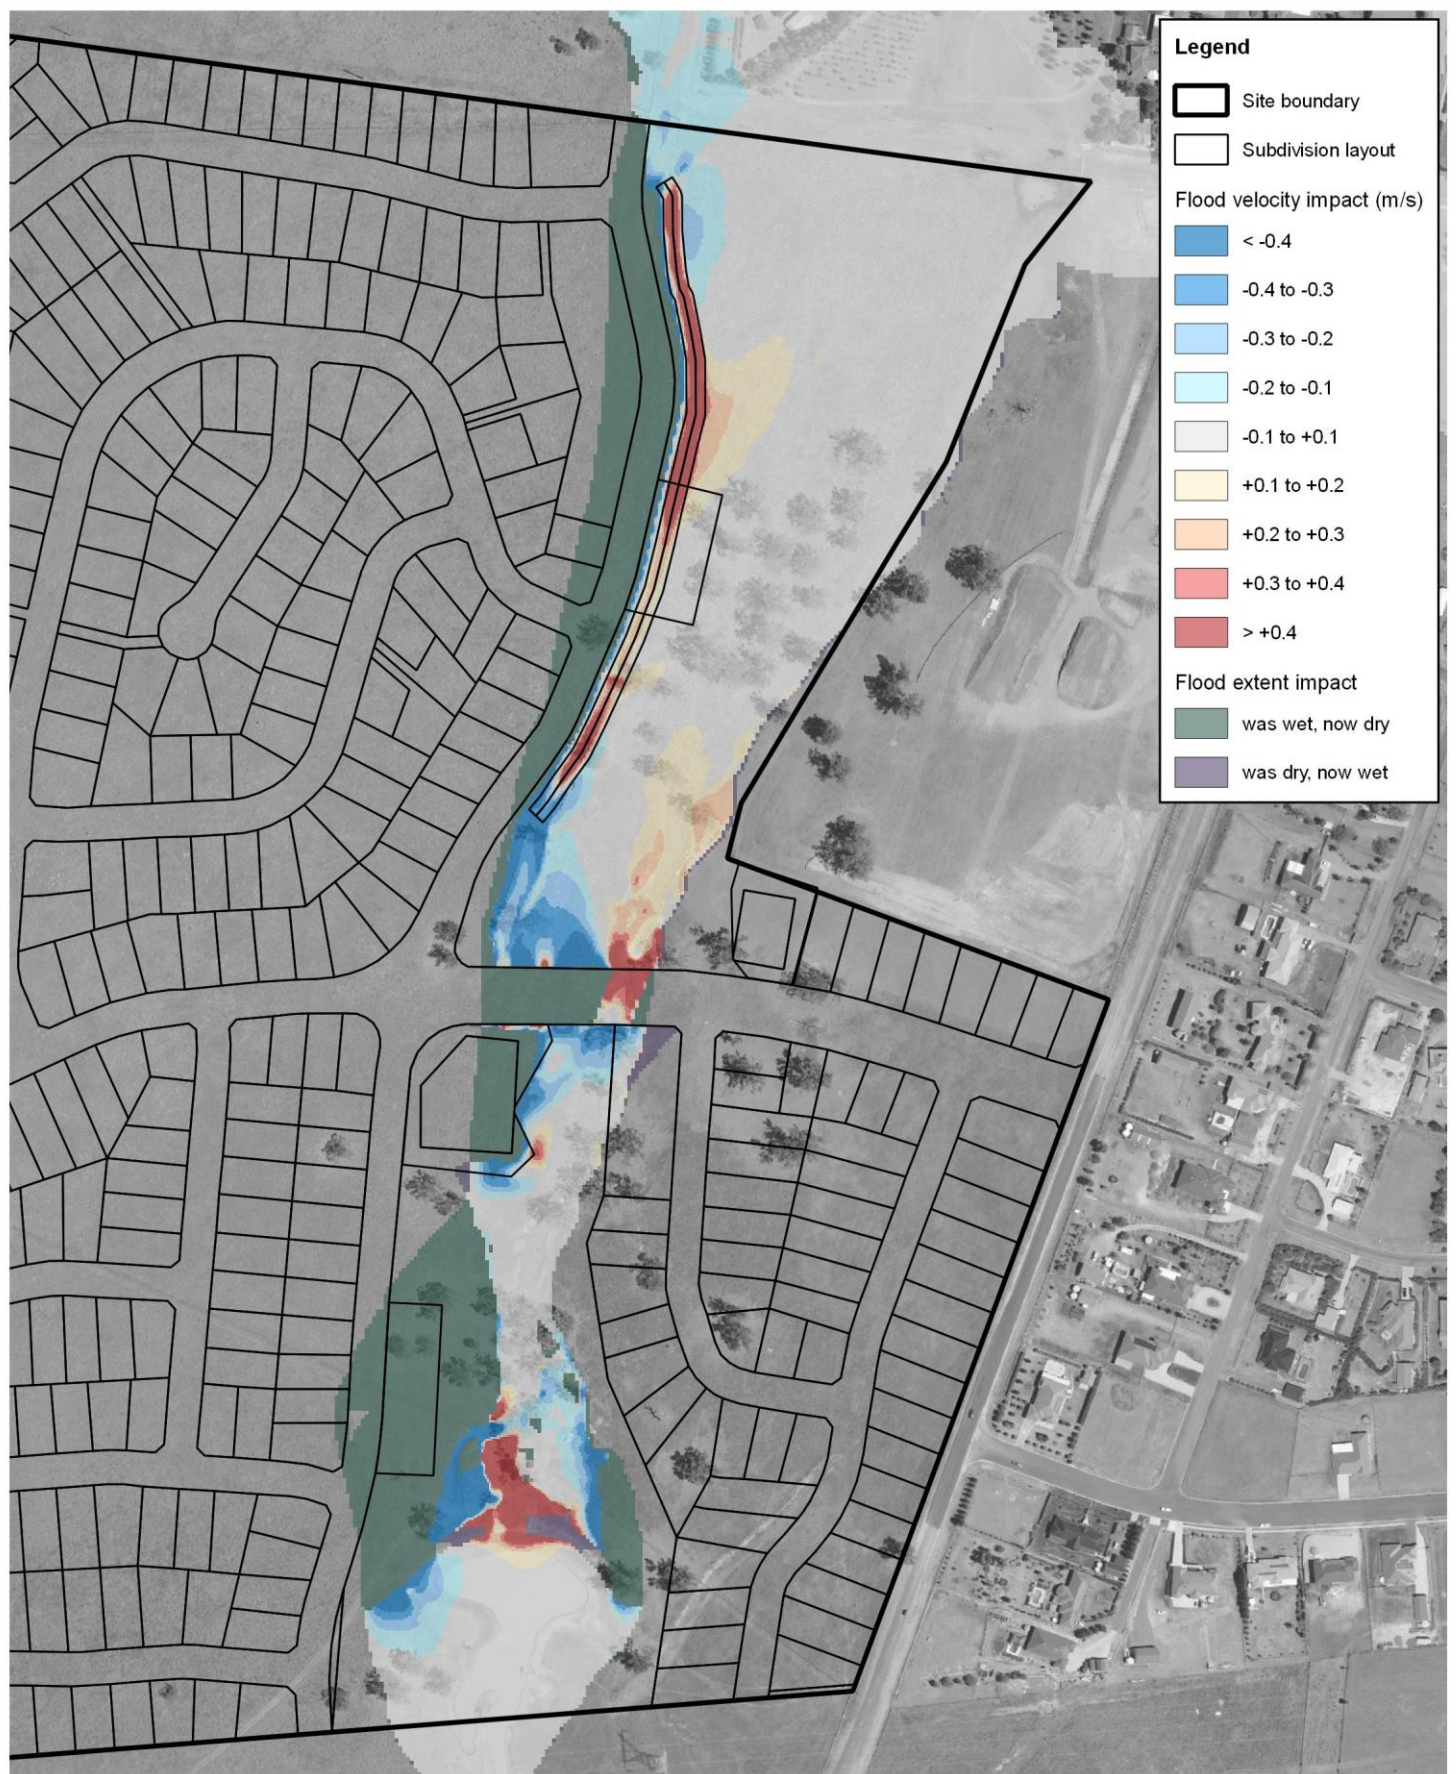 Legend
Site boundary
Subdivision layout
Flood velocity impact (m/s)
< -0.4
-0.4 to -0.3
-0.3 to -0.2
-0.2 to -0.1
-0.1 to +0.1
+0.1 to +0.2
+0.2 to +0.3
+0.3 to +0.4
> +0.4
Flood extent impact
was wet, now dry
was dry, now wet